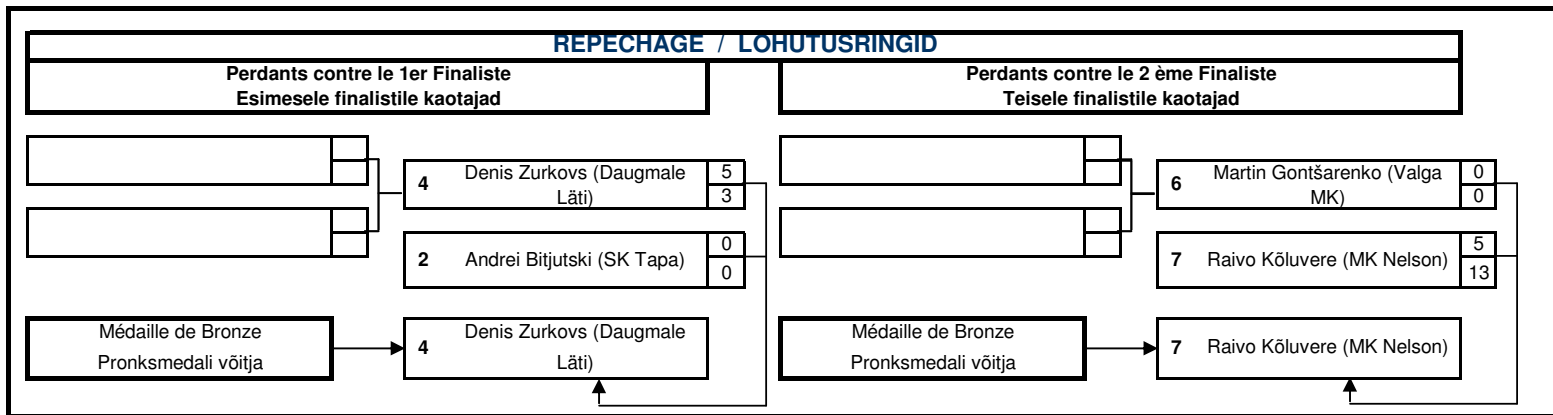 REPECHAGE / LOHUTUSRINGID
Perdants contre le 1er Finaliste
Esimesele finalistile kaotajad
Perdants contre le 2 ème Finaliste
Teisele finalistile kaotajad
4 Denis Zurkovs (Daugmale 5
Läti) 3
2 Andrei Bitjutski (SK Tapa) 0
0
6 Martin Gontšarenko (Valga 0
MK) 0
7 Raivo Kõluvere (MK Nelson) 5
13
Médaille de Bronze
Pronksmedali võitja
4 Denis Zurkovs (Daugmale
Läti)
Médaille de Bronze
Pronksmedali võitja
7 Raivo Kõluvere (MK Nelson)